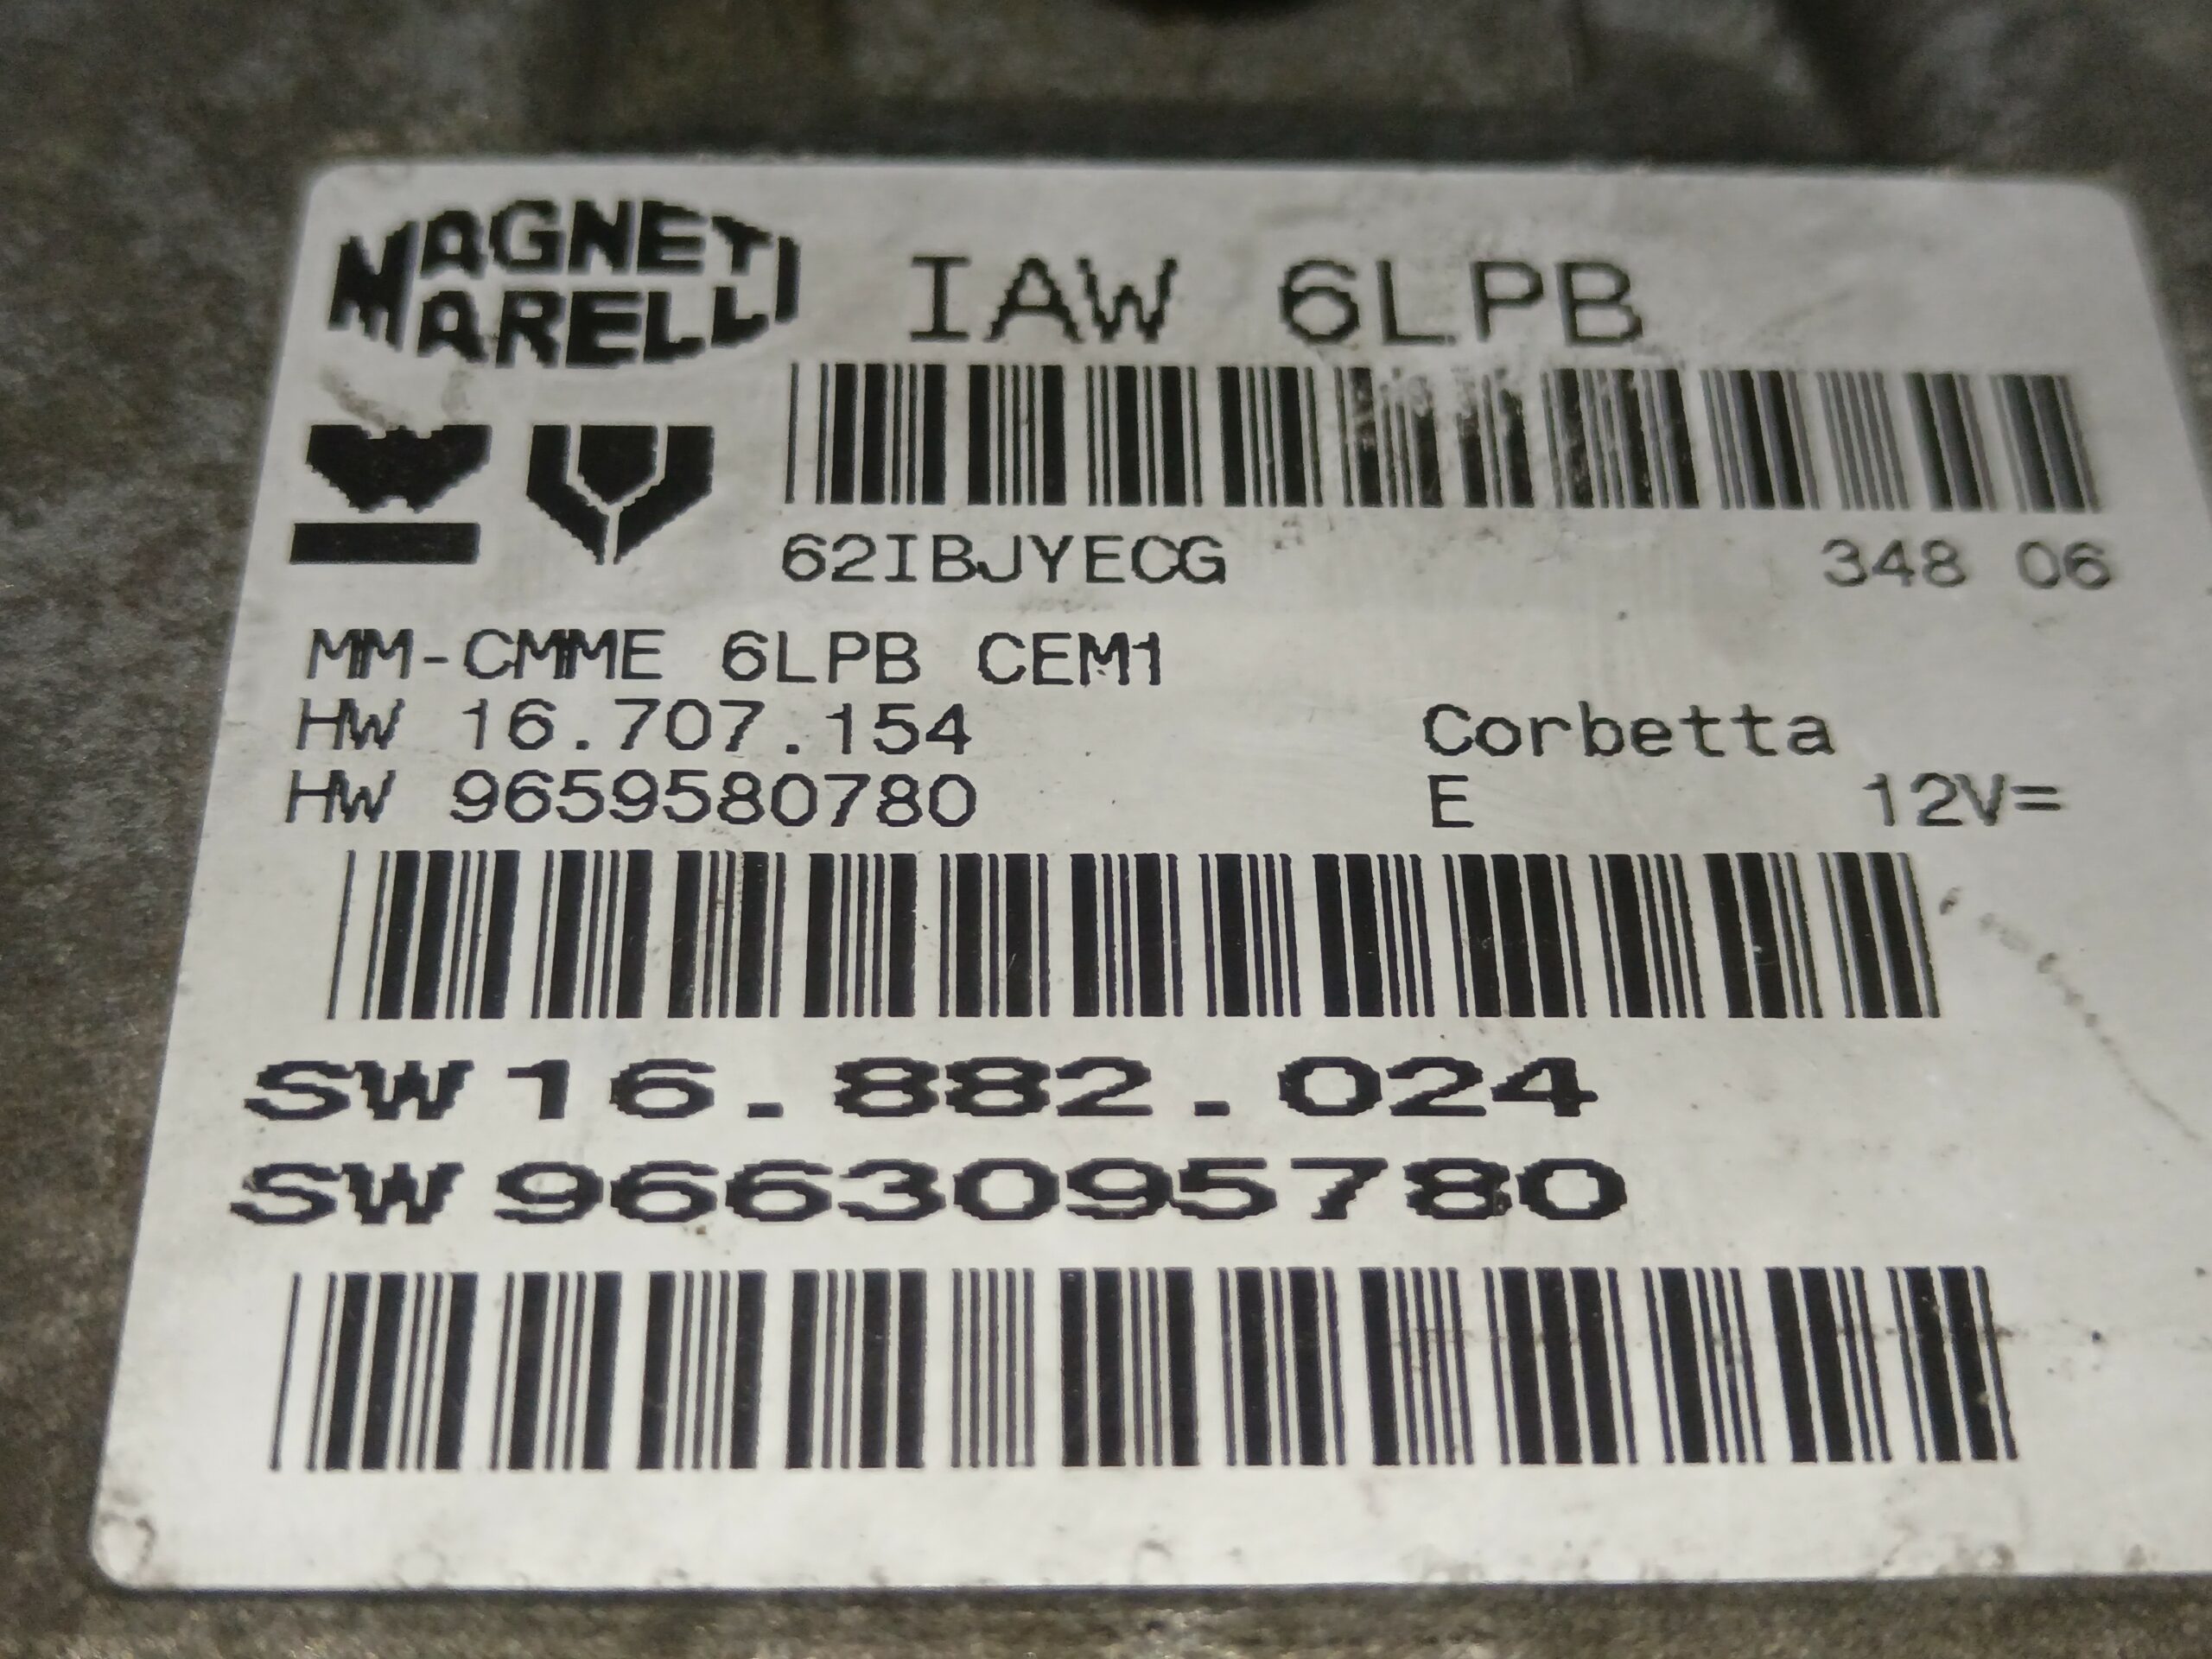 MAGNETI
MARELLI
IAW 6LPB
62IBJYECG 348 06
MM-CMME 6LPB CEM1
HW 16.707.154 Corbetta
HW 9659580780 E 12V=
SW 16.882.024
SW 9663095780